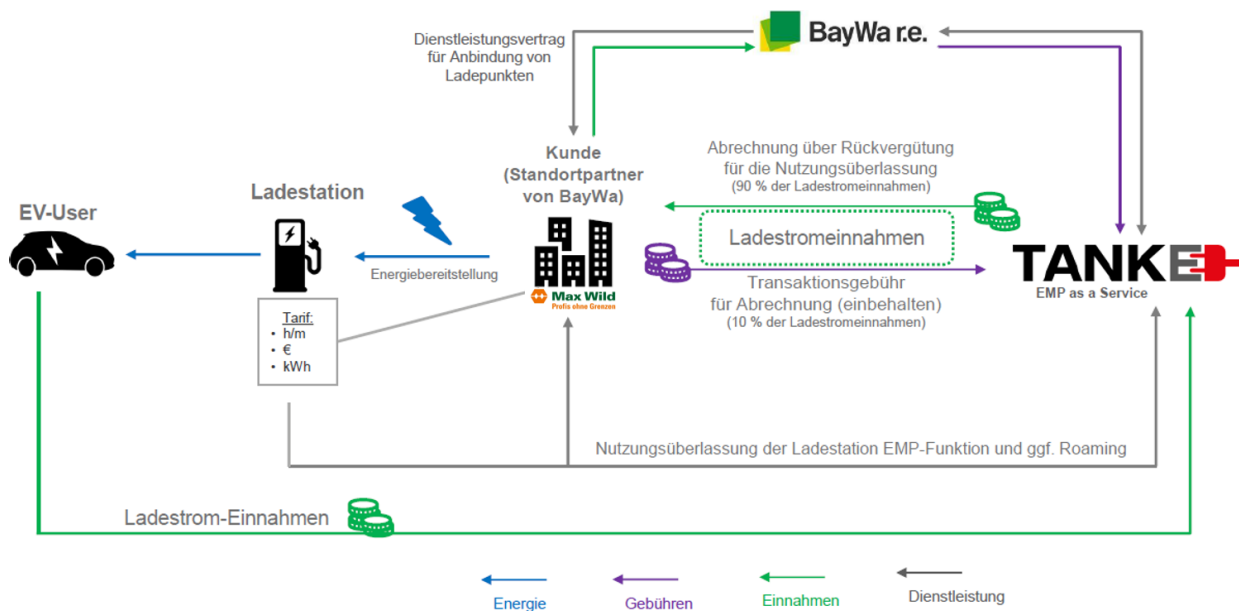 BayWa r.e.
Dienstleistungsvertrag
für Anbindung von
Ladepunkten
Kunde
(Standortpartner
von BayWa)
Abrechnung über Rückvergütung
für die Nutzungsüberlassung
(90 % der Ladestromeinnahmen)
Ladestation
EV-User
Ladestromeinnahmen
Energiebereitstellung
Max Wild
Profis ohne Grenzen
TANKE
EMP as a Service
Transaktionsgebühr
für Abrechnung (einbehalten)
(10 % der Ladestromeinnahmen)
Tarif:
• h/m
• €
• kWh
Nutzungsüberlassung der Ladestation EMP-Funktion und ggf. Roaming
Ladestrom-Einnahmen
Energie
Gebühren
Einnahmen
Dienstleistung